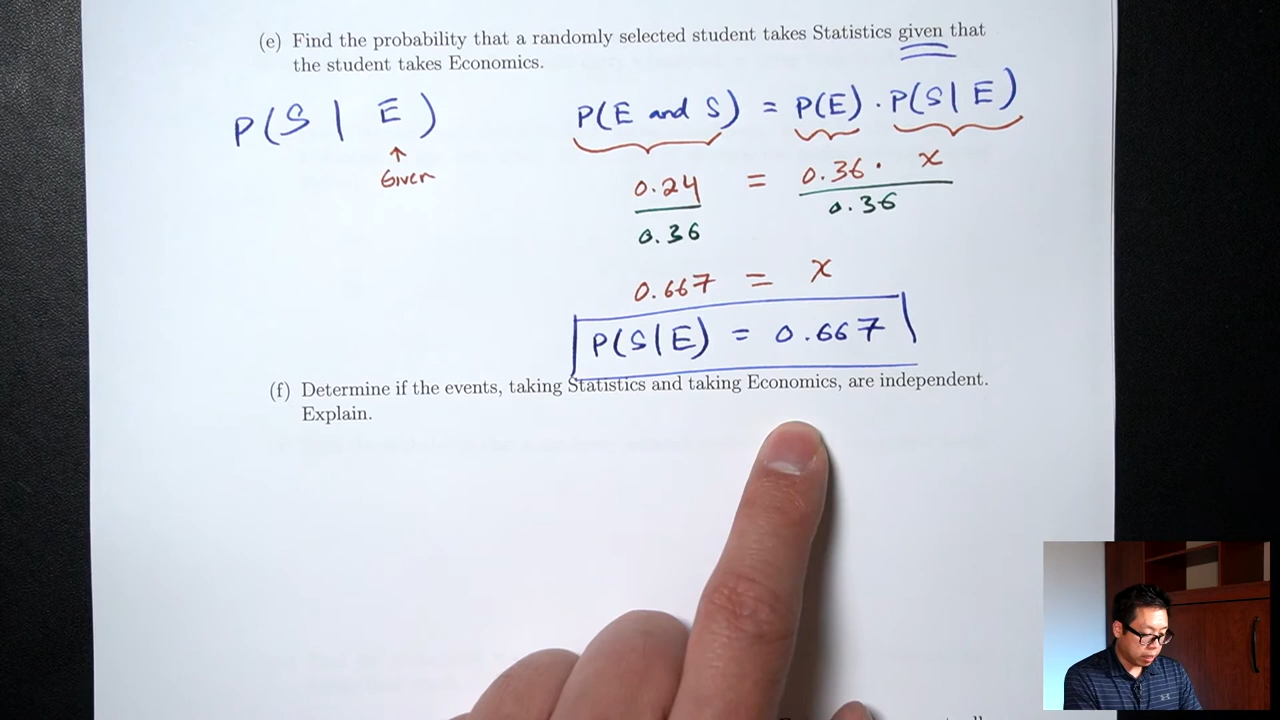 (e) Find the probability that a randomly selected student takes Statistics given that
the student takes Economics.
P(S | E)
↑
Given
P(E and S) = P(E) · P(S | E)
0.24 = 0.36 · x
0.36 0.36
0.667 = x
P(S|E) = 0.667
(f) Determine if the events, taking Statistics and taking Economics, are independent.
Explain.